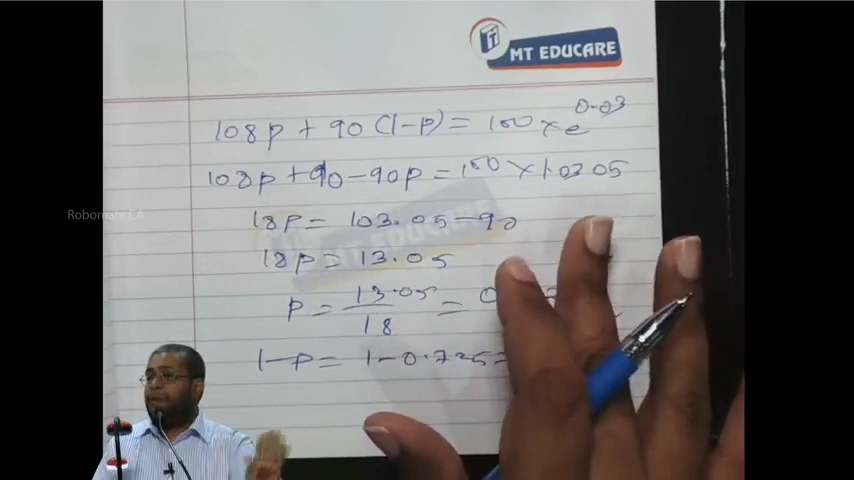 MT EDUCARE
108p + 90 (1-p) = 100 x e^0.03
108p + 90 - 90p = 100 x 1.0305
18p = 103.05 - 90
18p = 13.05
p = 13.05/18 =
1-p = 1-0.725 =